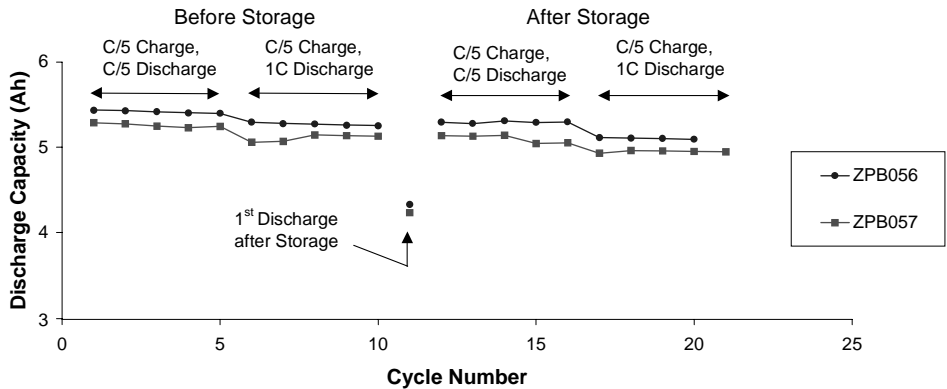 Before Storage
After Storage
C/5 Charge,
C/5 Discharge
C/5 Charge,
1C Discharge
C/5 Charge,
C/5 Discharge
C/5 Charge,
1C Discharge
6
5
4
3
Discharge Capacity (Ah)
1st Discharge
after Storage
ZPB056
ZPB057
0
5
10
15
20
25
Cycle Number